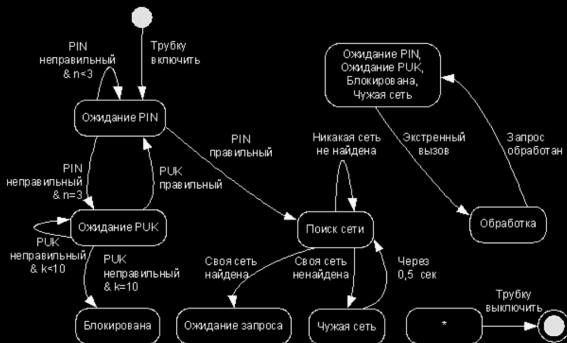 Трубку
включить
PIN
неправильный
& n<3
Ожидание PIN
PIN
неправильный
& n=3
PUK
правильный
Ожидание PUK
PUK
неправильный
& k<10
PUK
неправильный
& k=10
Блокирована
PIN
правильный
Никакая сеть
не найдена
Поиск сети
Своя сеть
найдена
Своя сеть
ненайдена
Через
0,5 сек
Ожидание запроса
Чужая сеть
Ожидание PIN,
Ожидание PUK,
Блокирована,
Чужая сеть
Экстренный
вызов
Запрос
обработан
Обработка
*
Трубку
выключить